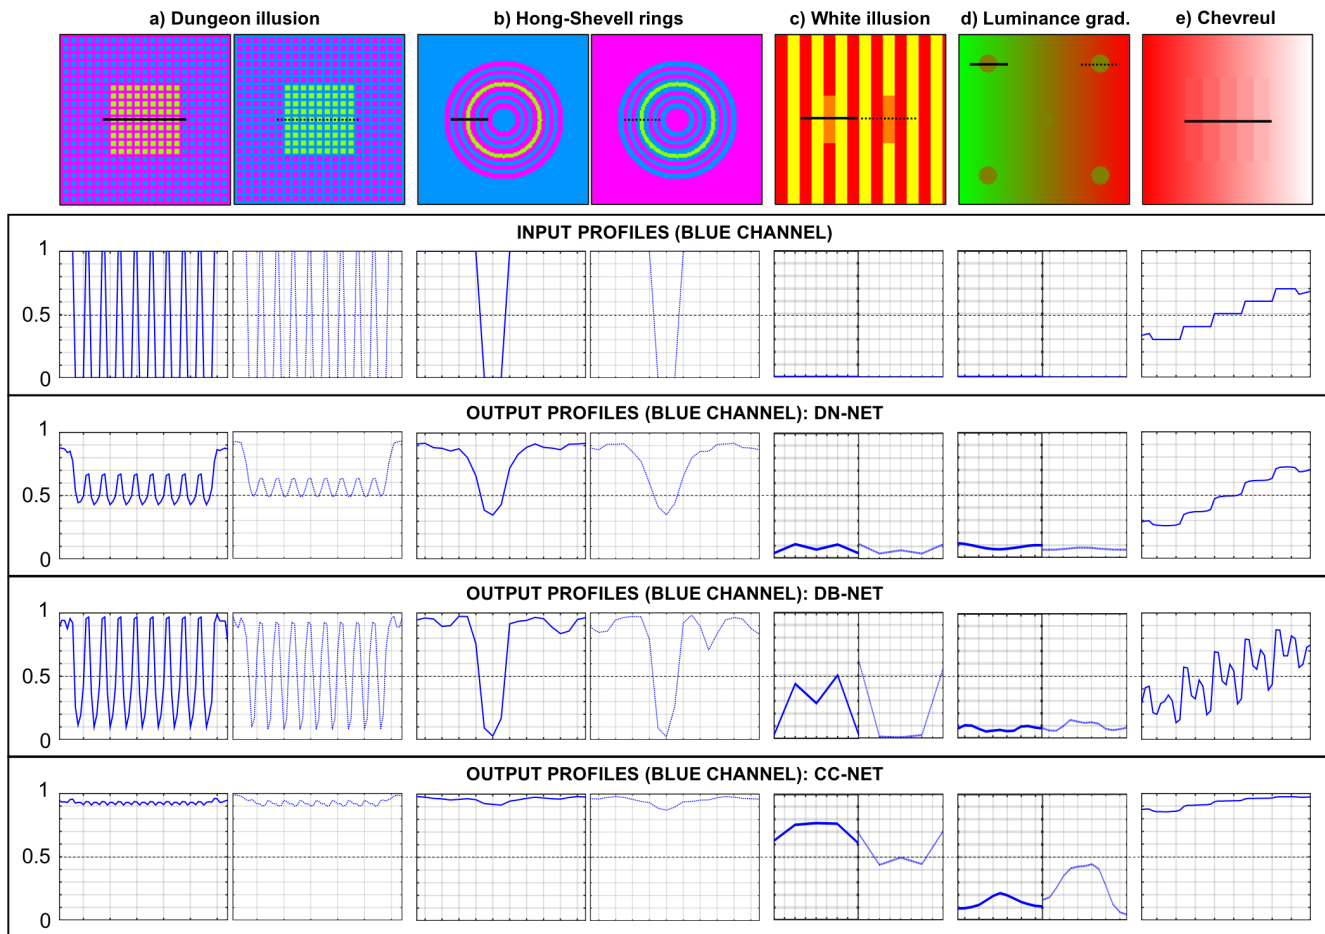 a) Dungeon illusion
b) Hong-Shevell rings
c) White illusion
d) Luminance grad.
e) Chevreul
INPUT PROFILES (BLUE CHANNEL)
1
0.5
0
OUTPUT PROFILES (BLUE CHANNEL): DN-NET
1
0.5
0
OUTPUT PROFILES (BLUE CHANNEL): DB-NET
1
0.5
0
OUTPUT PROFILES (BLUE CHANNEL): CC-NET
1
0.5
0